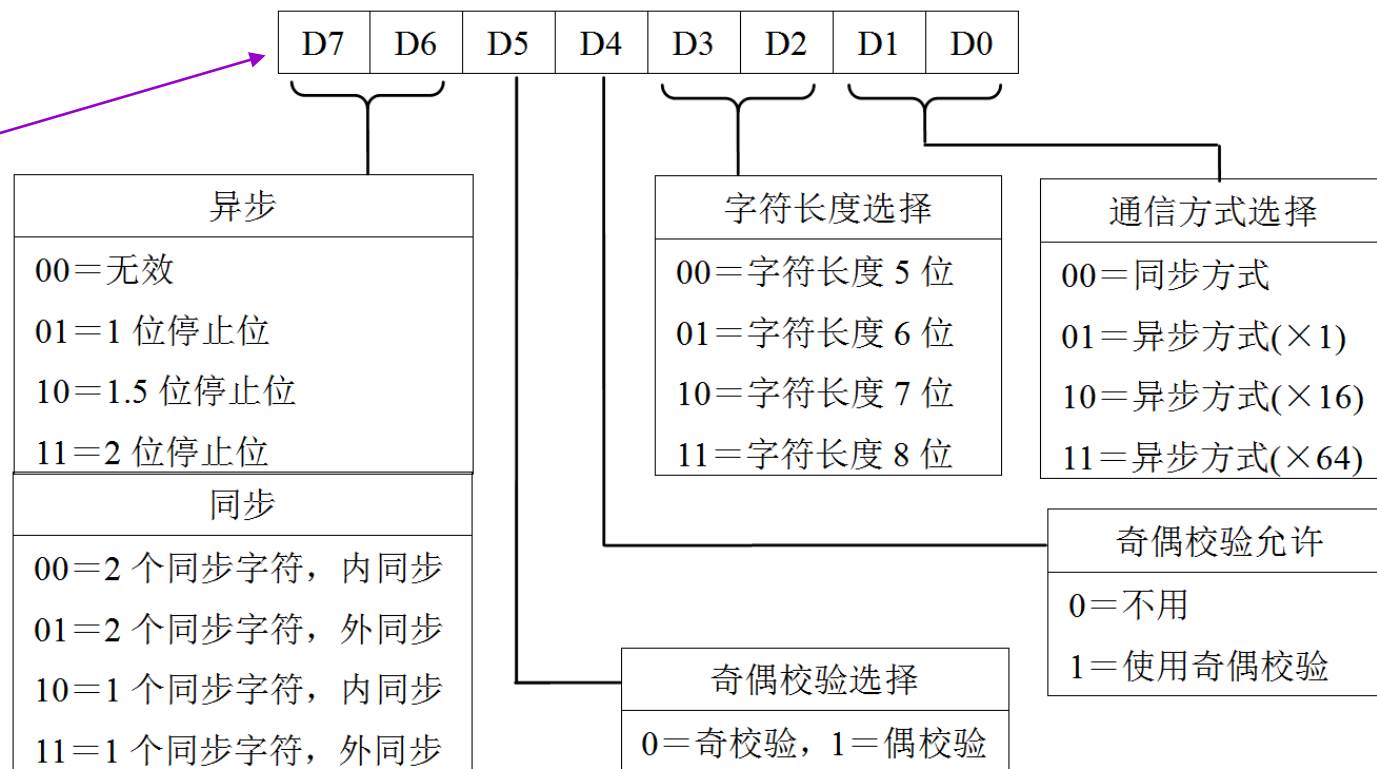 D7 D6 D5 D4 D3 D2 D1 D0
异步
00＝无效
01＝1 位停止位
10＝1.5 位停止位
11＝2 位停止位
同步
00＝2 个同步字符，内同步
01＝2 个同步字符，外同步
10＝1 个同步字符，内同步
11＝1 个同步字符，外同步
字符长度选择
00＝字符长度 5 位
01＝字符长度 6 位
10＝字符长度 7 位
11＝字符长度 8 位
通信方式选择
00＝同步方式
01＝异步方式(×1)
10＝异步方式(×16)
11＝异步方式(×64)
奇偶校验允许
0＝不用
1＝使用奇偶校验
奇偶校验选择
0＝奇校验，1＝偶校验